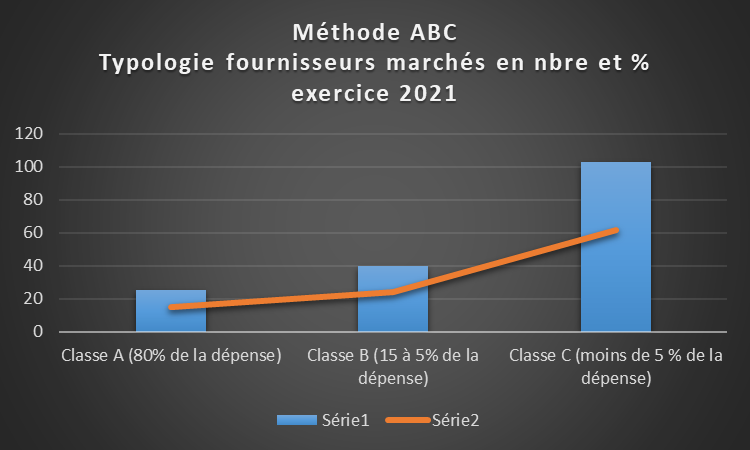 Méthode ABC
Typologie fournisseurs marchés en nbre et %
exercice 2021
120
100
80
60
40
20
0
Classe A (80% de la dépense)
Classe B (15 à 5% de la
dépense)
Classe C (moins de 5 % de la
dépense)
Série1
Série2